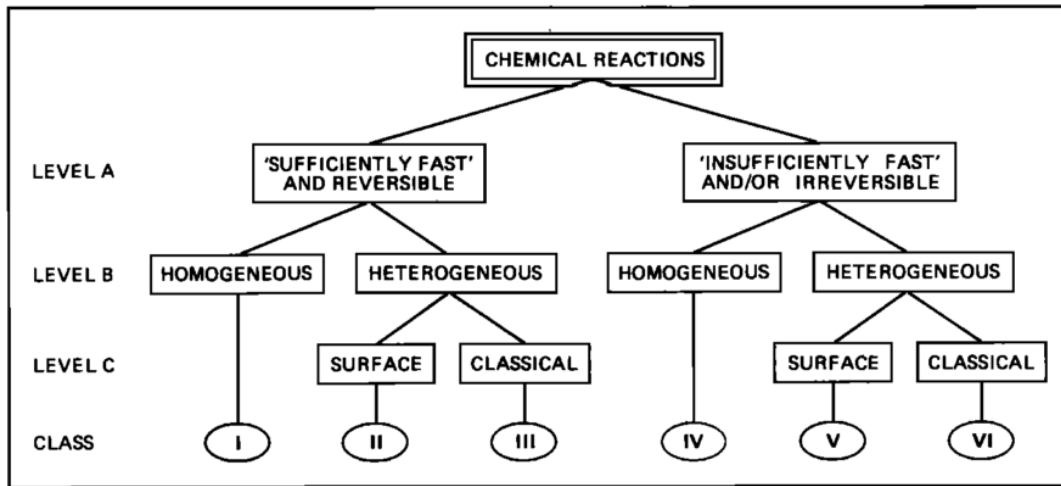 CHEMICAL REACTIONS
LEVEL A
'SUFFICIENTLY FAST'
AND REVERSIBLE
'INSUFFICIENTLY FAST'
AND/OR IRREVERSIBLE
LEVEL B
HOMOGENEOUS
HETEROGENEOUS
HOMOGENEOUS
HETEROGENEOUS
LEVEL C
SURFACE
CLASSICAL
SURFACE
CLASSICAL
CLASS
I
II
III
IV
V
VI